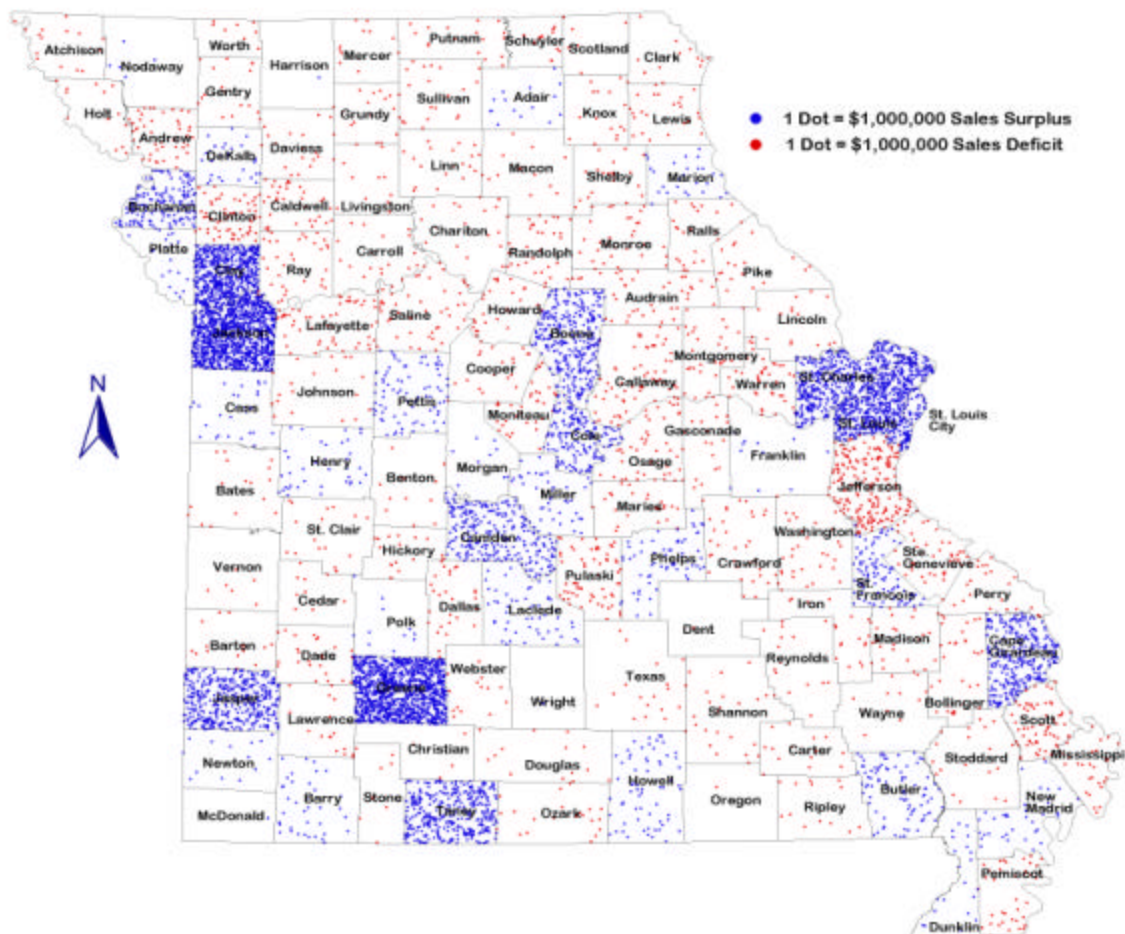 Atchison
Nodaway
Worth
Harrison
Mercer
Putnam
Schuyler
Scotland
Clark
Holt
Gentry
Andrew
DeKalb
Daviess
Grundy
Sullivan
Adair
Knox
Lewis
1 Dot = $1,000,000 Sales Surplus
1 Dot = $1,000,000 Sales Deficit
Buchanan
Clinton
Caldwell
Livingston
Linn
Macon
Shelby
Marion
Platte
Clay
Ray
Carroll
Chariton
Randolph
Monroe
Ralls
Pike
Jackson
Lafayette
Saline
Howard
Boone
Audrain
Lincoln
N
Cass
Johnson
Pettis
Cooper
Moniteau
Cole
Callaway
Montgomery
Warren
St. Charles
St. Louis
St. Louis
City
Bates
Henry
Benton
Morgan
Miller
Osage
Gasconade
Franklin
Jefferson
St. Clair
Hickory
Camden
Maries
Phelps
Crawford
Washington
Ste.
Genevieve
Vernon
Cedar
Polk
Dallas
Laclede
Pulaski
Dent
Iron
St.
Francois
Perry
Barton
Dade
Greene
Webster
Wright
Texas
Reynolds
Madison
Bollinger
Cape
Girardeau
Jasper
Lawrence
Christian
Douglas
Shannon
Carter
Wayne
Stoddard
Scott
Mississippi
Newton
McDonald
Barry
Stone
Taney
Ozark
Howell
Oregon
Ripley
Butler
New
Madrid
Pemiscot
Dunklin